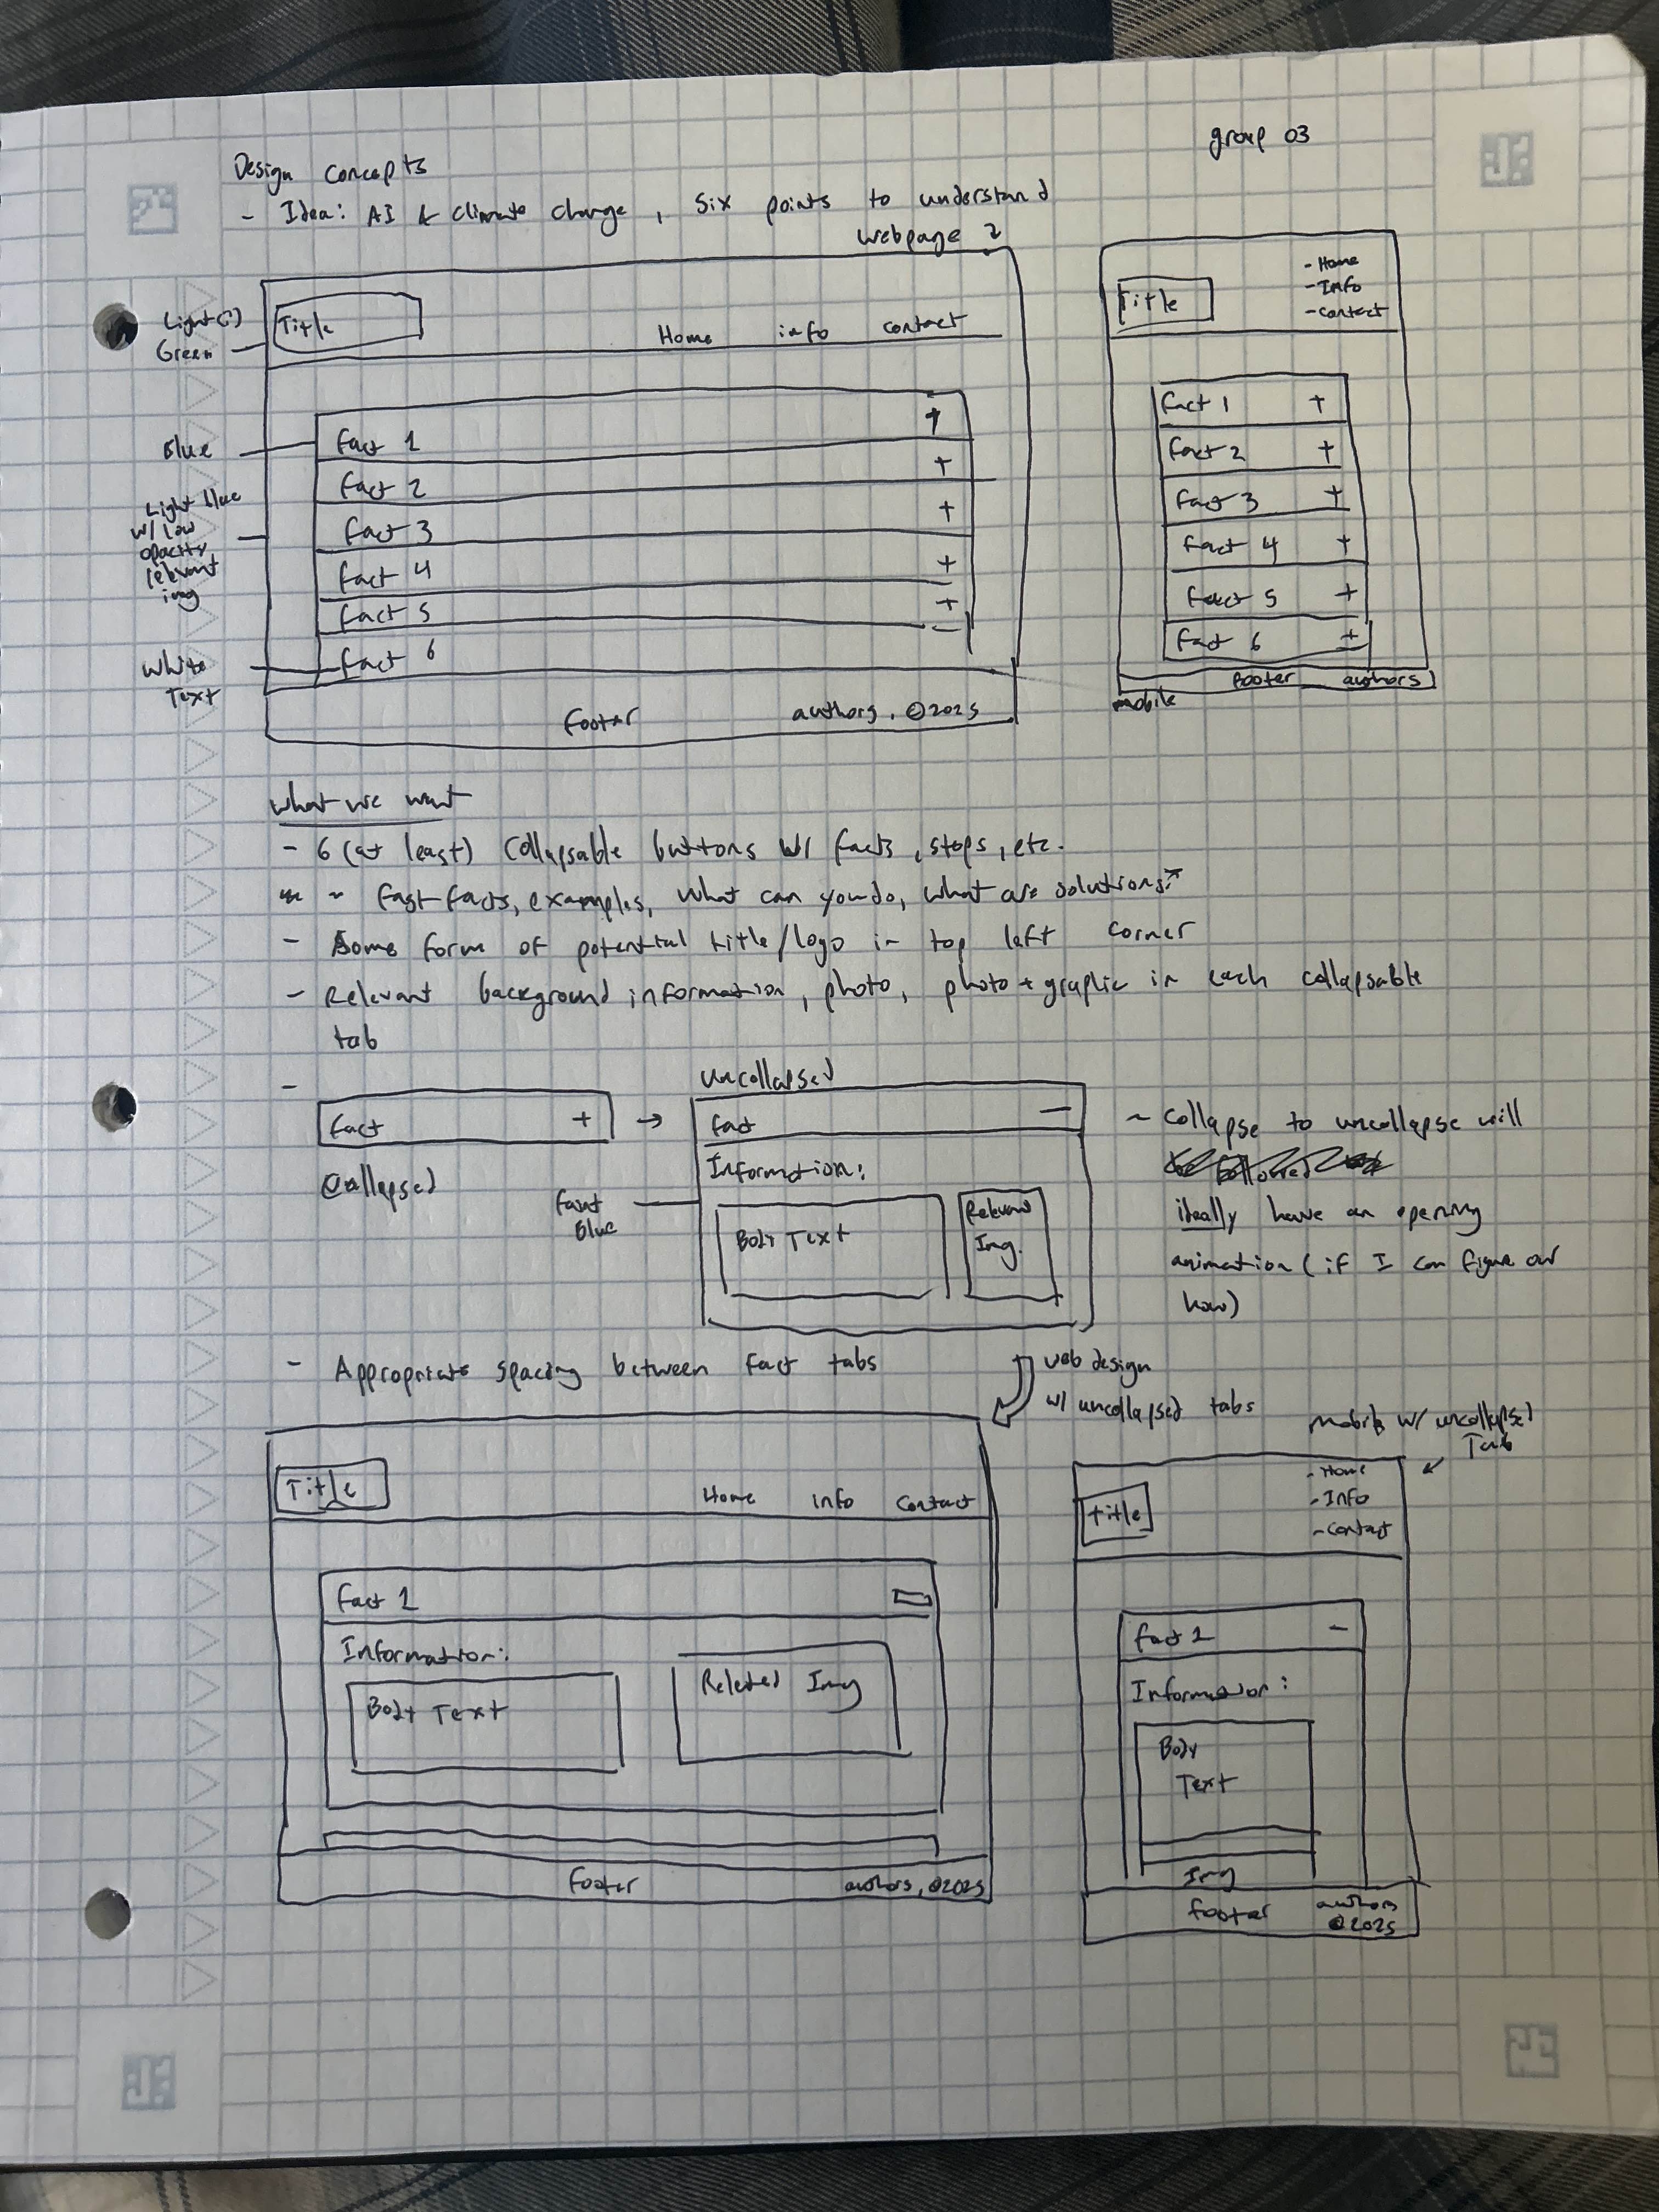 group 03
Design concepts
- Idea: AI & climate change, six points to understand
webpage
Light(?)
Green
Title
Home info contact
Blue
Fact 1 +
Fact 2 +
Fact 3 +
Fact 4 +
Fact 5 +
Fact 6
Light blue
w/ low
opacity
relevant
img
White
Text
Footer authors, ©2025
Title
- Home
- Info
- contact
Fact 1 +
Fact 2 +
Fact 3 +
Fact 4 +
Fact 5 +
Fact 6 +
Footer authors
mobile
What we want
- 6 (at least) collapsable buttons w/ facts, stops, etc.
- fast facts, examples, what can you do, what are solutions?
- Some form of potential title/logo in top left corner
- Relevant background information, photo, photo + graphic in each collapsable
tab
-
Fact +
→
Collapsed
uncollapsed
Fact -
Information:
Body Text
Relevant
Img.
faint
blue
~ Collapse to uncollapse will
ideally have an opening
animation (if I can figure out
how)
- Appropriate spacing between fact tabs
web design
w/ uncollapsed tabs
Title
Home info Contact
Fact 1
Information:
Body Text
Related Img
Footer authors, ©2025
mobile w/ uncollapsed
Tab
Title
- Home
- Info
- contact
Fact 1 -
Information:
Body
Text
Img
footer
authors
©2025